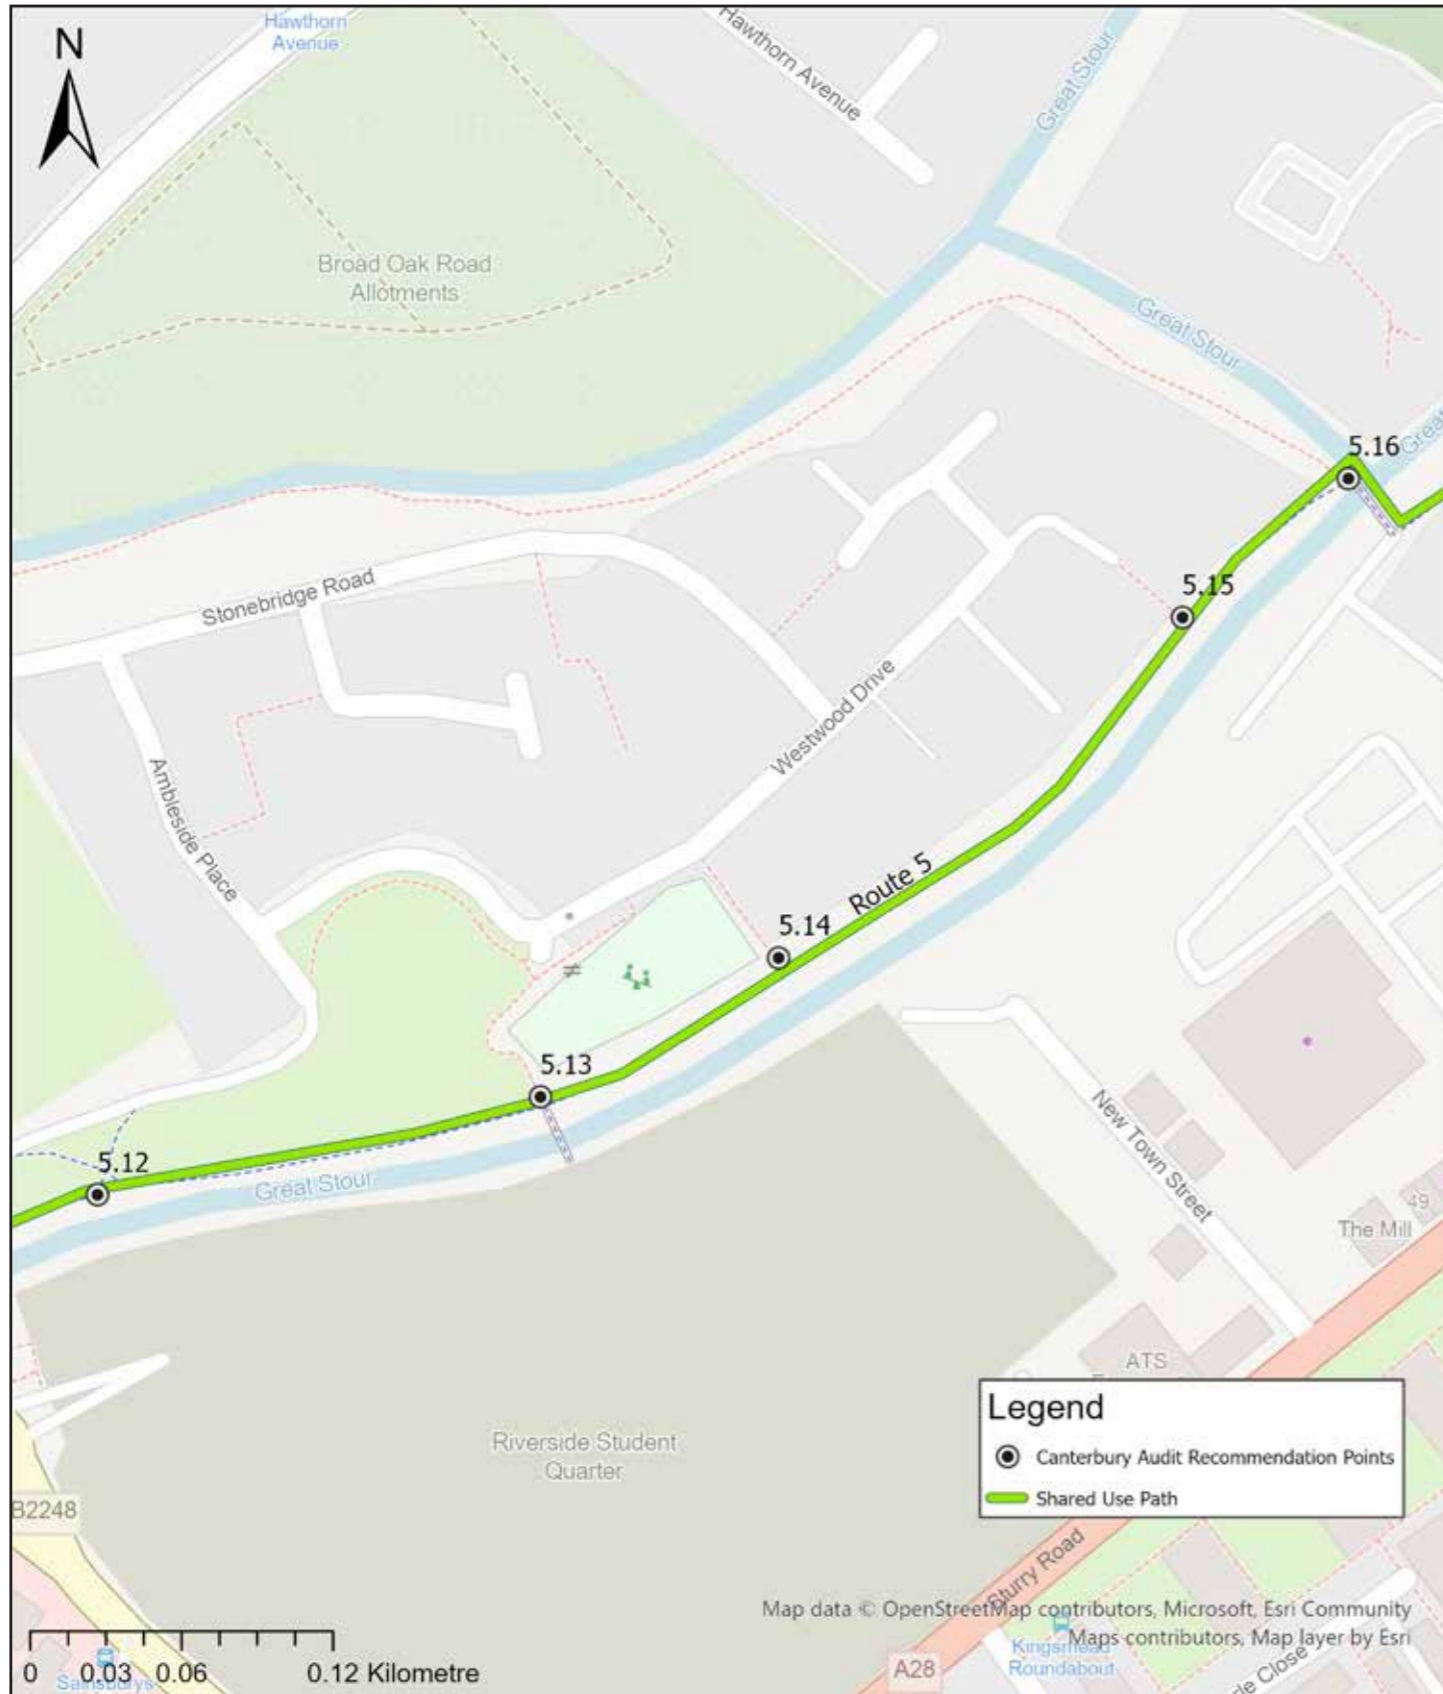 N
Hawthorn
Avenue
Hawthorn Avenue
Great Stour
Broad Oak Road
Allotments
Great Stour
Great
5.16
5.15
Stonebridge Road
Westwood Drive
Ambleside Place
Route 5
5.14
5.13
5.12
Great Stour
New Town Street
49
The Mill
ATS
Riverside Student
Quarter
B2248
Legend
Canterbury Audit Recommendation Points
Shared Use Path
Sturry Road
Map data © OpenStreetMap contributors, Microsoft, Esri Community
Maps contributors, Map layer by Esri
Kingsmead
Roundabout
A28
Close
0 0.03 0.06 0.12 Kilometre
Sainsburys